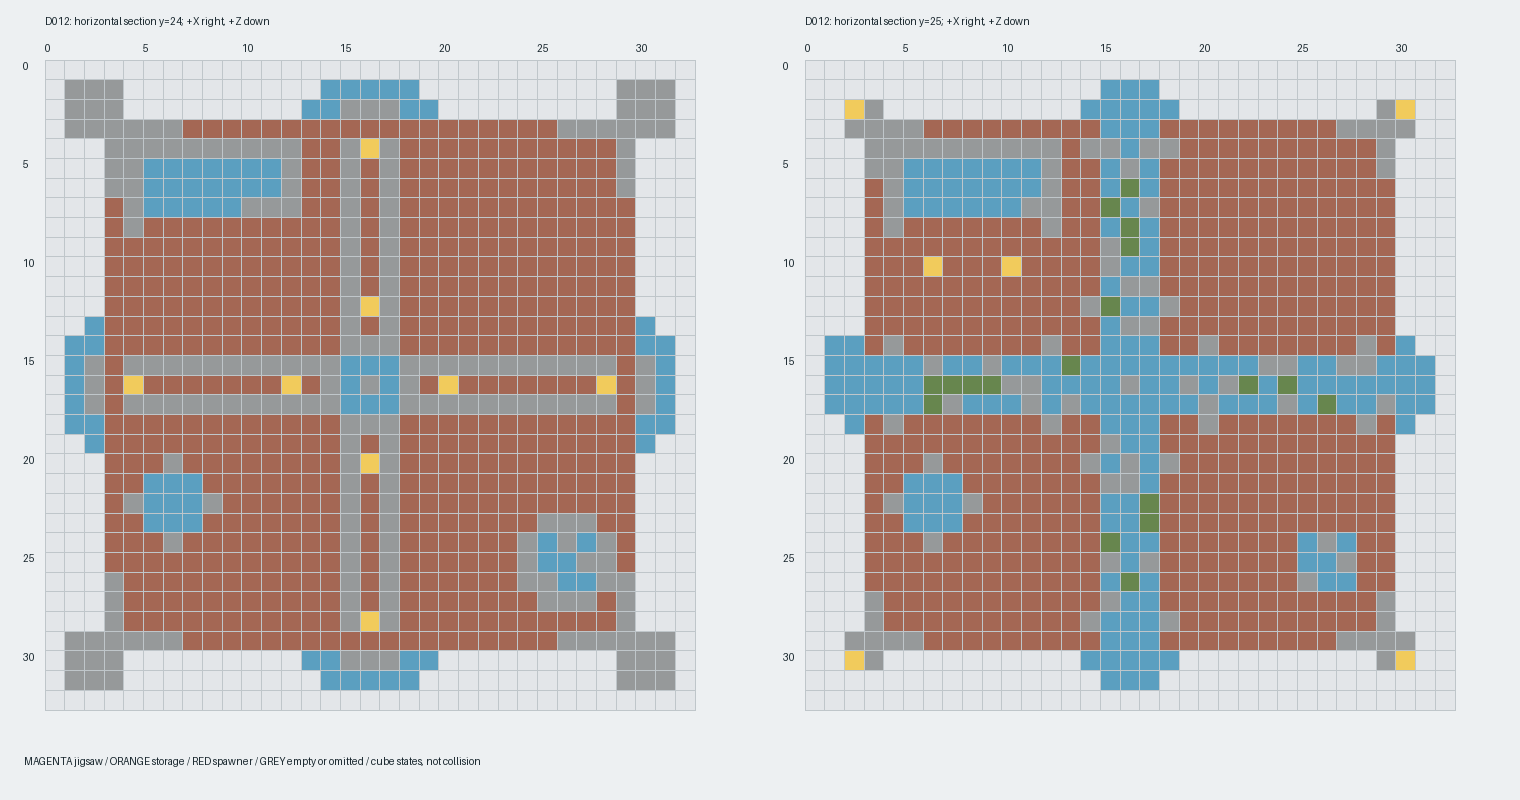 D012: horizontal section y=24; +X right, +Z down
0 5 10 15 20 25 30
0
5
10
15
20
25
30
D012: horizontal section y=25; +X right, +Z down
0 5 10 15 20 25 30
0
5
10
15
20
25
30
MAGENTA jigsaw / ORANGE storage / RED spawner / GREY empty or omitted / cube states, not collision